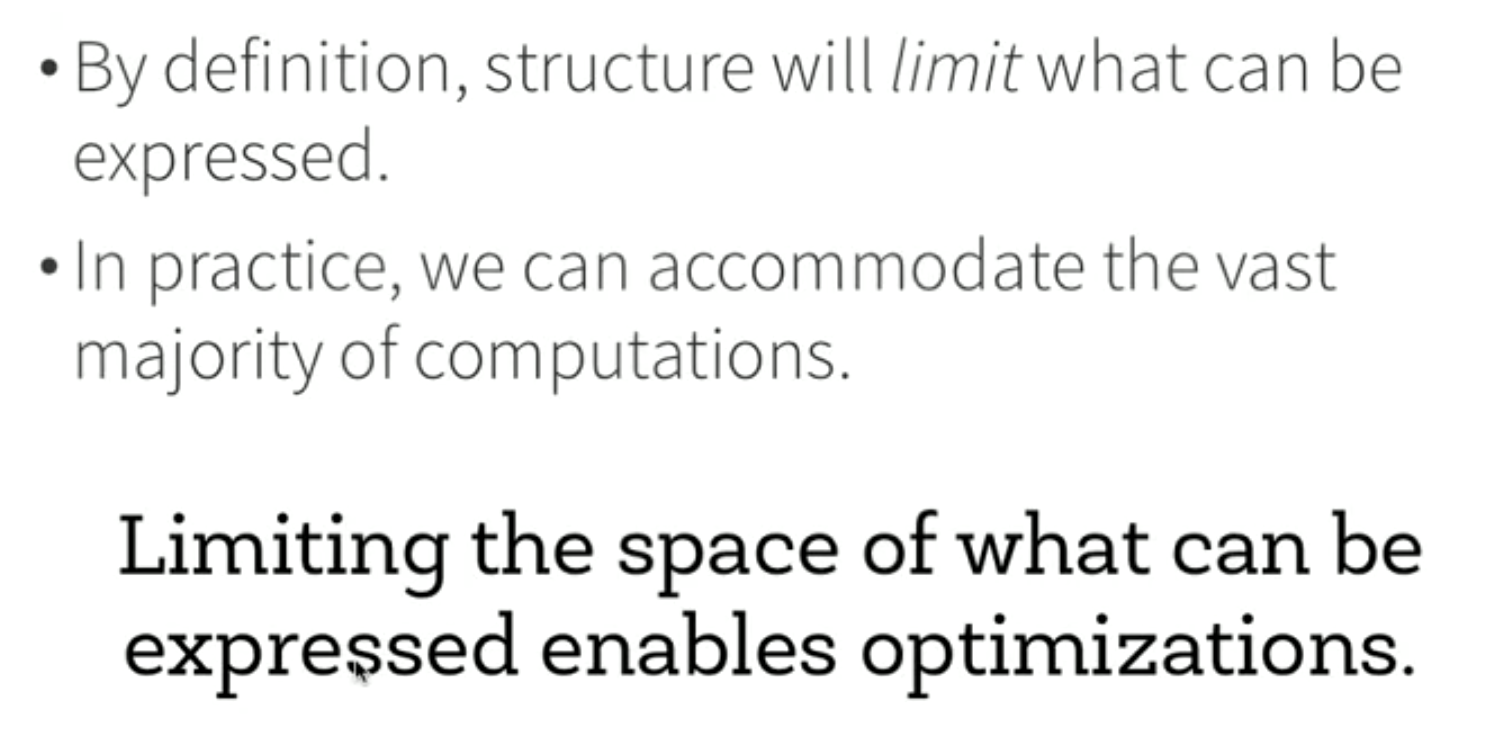 • By definition, structure will limit what can be
expressed.
• In practice, we can accommodate the vast
majority of computations.
Limiting the space of what can be
expressed enables optimizations.